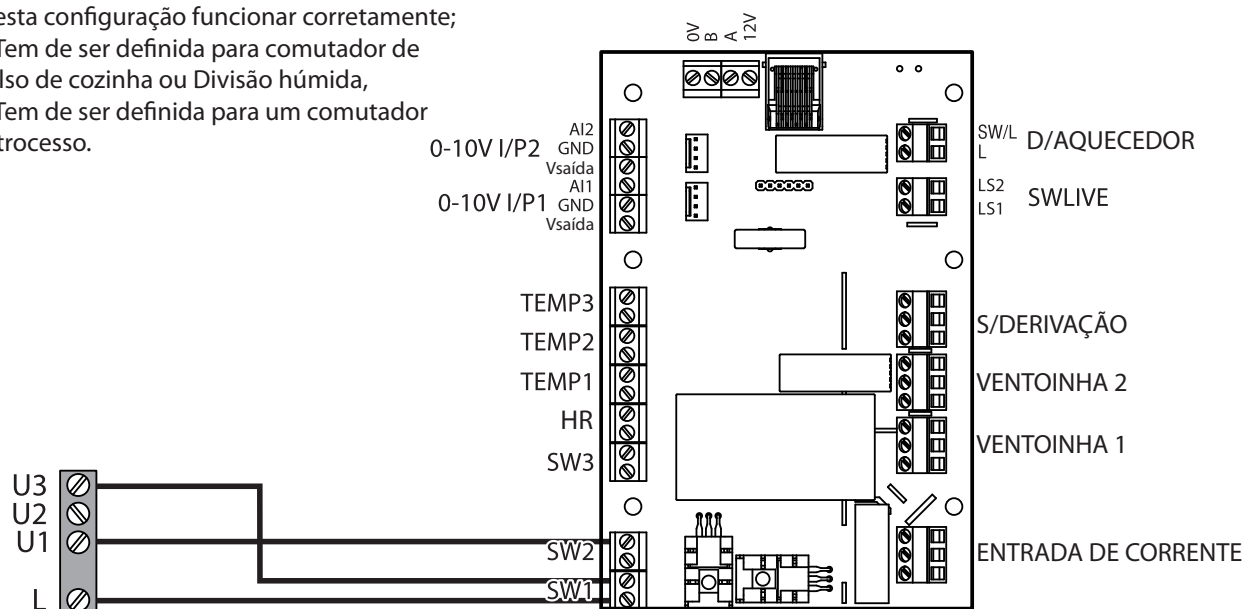 esta configuração funcionar corretamente;
Tem de ser definida para comutador de
lso de cozinha ou Divisão húmida,
Tem de ser definida para um comutador
trocesso.
0V
B
A
12V
AI2
0-10V I/P2 GND
Vsaída
AI1
0-10V I/P1 GND
Vsaída
SW/L
L
D/AQUECEDOR
LS2
LS1
SWLIVE
TEMP3
TEMP2
TEMP1
HR
SW3
SW2
SW1
S/DERIVAÇÃO
VENTOINHA 2
VENTOINHA 1
ENTRADA DE CORRENTE
U3
U2
U1
L